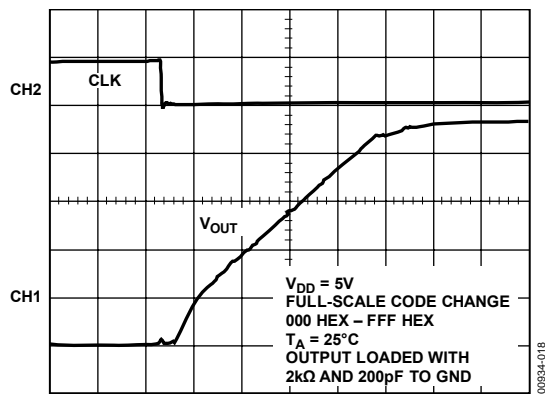 CLK
CH2
VOUT
CH1
VDD = 5V
FULL-SCALE CODE CHANGE
000 HEX – FFF HEX
TA = 25°C
OUTPUT LOADED WITH
2kΩ AND 200pF TO GND
00934-018